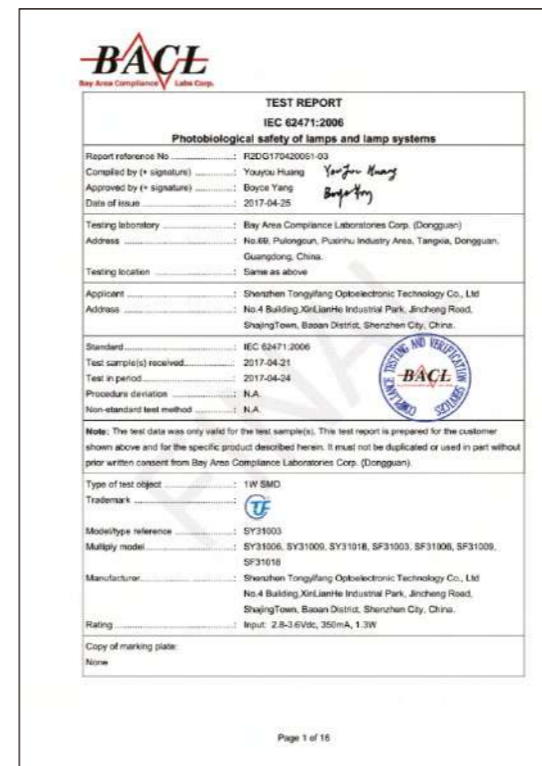 BACL
Bay Area Compliance Labs Corp.
TEST REPORT
IEC 62471:2006
Photobiological safety of lamps and lamp systems
Report reference No ......................: R2DG170420051-03
Compiled by (+ signature) ..............: Youyou Huang Youyou Huang
Approved by (+ signature) ..............: Boyce Yang
Date of issue ..................................: 2017-04-25
Testing laboratory ...........................: Bay Area Compliance Laboratories Corp. (Dongguan)
Address ..........................................: No.69, Pulongcun, Puxinhu Industry Area, Tangxia, Dongguan,
Guangdong, China.
Testing location ..............................: Same as above
Applicant ........................................: Shenzhen Tongyifang Optoelectronic Technology Co., Ltd
Address ..........................................: No.4 Building,XinLianHe Industrial Park, Jincheng Road,
ShajingTown, Baoan District, Shenzhen City, China.
Standard.........................................: IEC 62471:2006
Test sample(s) received..................: 2017-04-21
Test in period..................................: 2017-04-24
Procedure deviation .......................: N.A.
Non-standard test method ..............: N.A.
TESTING AND VERIFICATION
BACL
COMPLIANCE SERVICES
Note: The test data was only valid for the test sample(s). This test report is prepared for the customer
shown above and for the specific product described herein. It must not be duplicated or used in part without
prior written consent from Bay Area Compliance Laboratories Corp. (Dongguan).
Type of test object ..........................: 1W SMD
Trademark ......................................:
Model/type reference ......................: SY31003
Multiply model.................................: SY31006, SY31009, SY31018, SF31003, SF31006, SF31009,
SF31018
Manufacturer...................................: Shenzhen Tongyifang Optoelectronic Technology Co., Ltd
No.4 Building,XinLianHe Industrial Park, Jincheng Road,
ShajingTown, Baoan District, Shenzhen City, China.
Rating..............................................: Input: 2.8-3.6Vdc, 350mA, 1.3W
Copy of marking plate:
None
Page 1 of 16